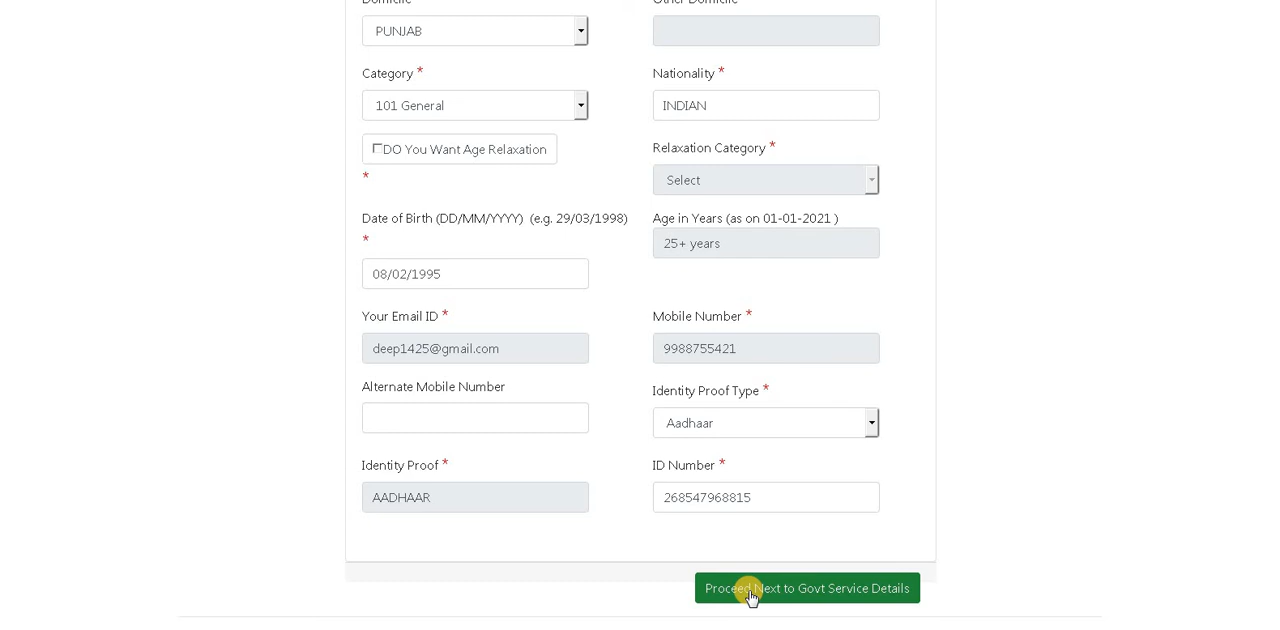 Domicile Other Domicile
PUNJAB
Category * Nationality *
101 General INDIAN
DO You Want Age Relaxation Relaxation Category *
*
Select
Date of Birth (DD/MM/YYYY) (e.g. 29/03/1998) Age in Years (as on 01-01-2021 )
*
25+ years
08/02/1995
Your Email ID * Mobile Number *
deep1425@gmail.com 9988755421
Alternate Mobile Number Identity Proof Type *
Aadhaar
Identity Proof * ID Number *
AADHAAR 268547968815
Proceed Next to Govt Service Details